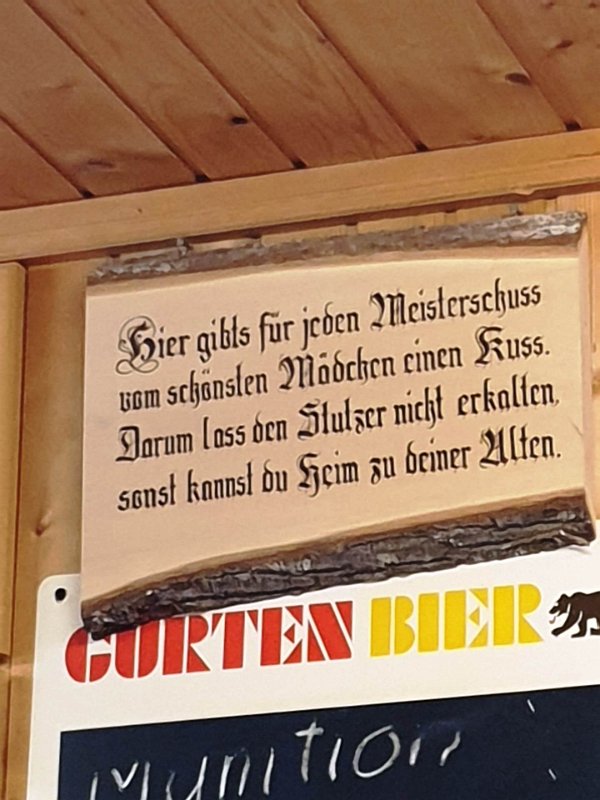 Hier gibts für jeden Meisterschuss
vom schönsten Mädchen einen Kuss.
Darum lass den Stutzer nicht erkalten,
sonst kannst du Heim zu deiner Alten.
GURTEN BIER
Munition